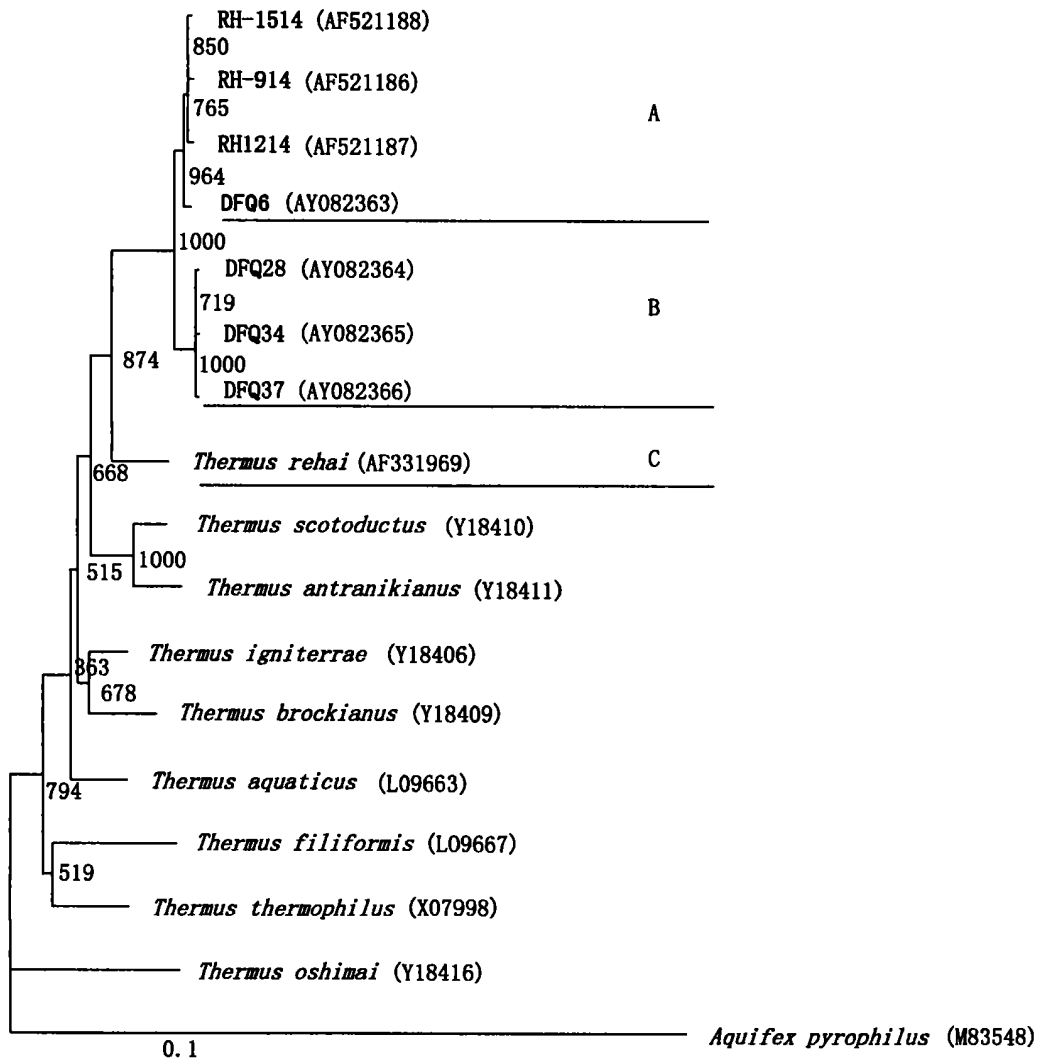 RH-1514 (AF521188)
850
RH-914 (AF521186)
765
A
RH1214 (AF521187)
964
DFQ6 (AY082363)
1000
DFQ28 (AY082364)
719
B
DFQ34 (AY082365)
874
1000
DFQ37 (AY082366)
Thermus rehai (AF331969)
C
668
Thermus scotoductus (Y18410)
515
1000
Thermus antranikianus (Y18411)
Thermus igniterrae (Y18406)
363
678
Thermus brockianus (Y18409)
Thermus aquaticus (L09663)
794
Thermus filiformis (L09667)
519
Thermus thermophilus (X07998)
Thermus oshimai (Y18416)
Aquifex pyrophilus (M83548)
0.1